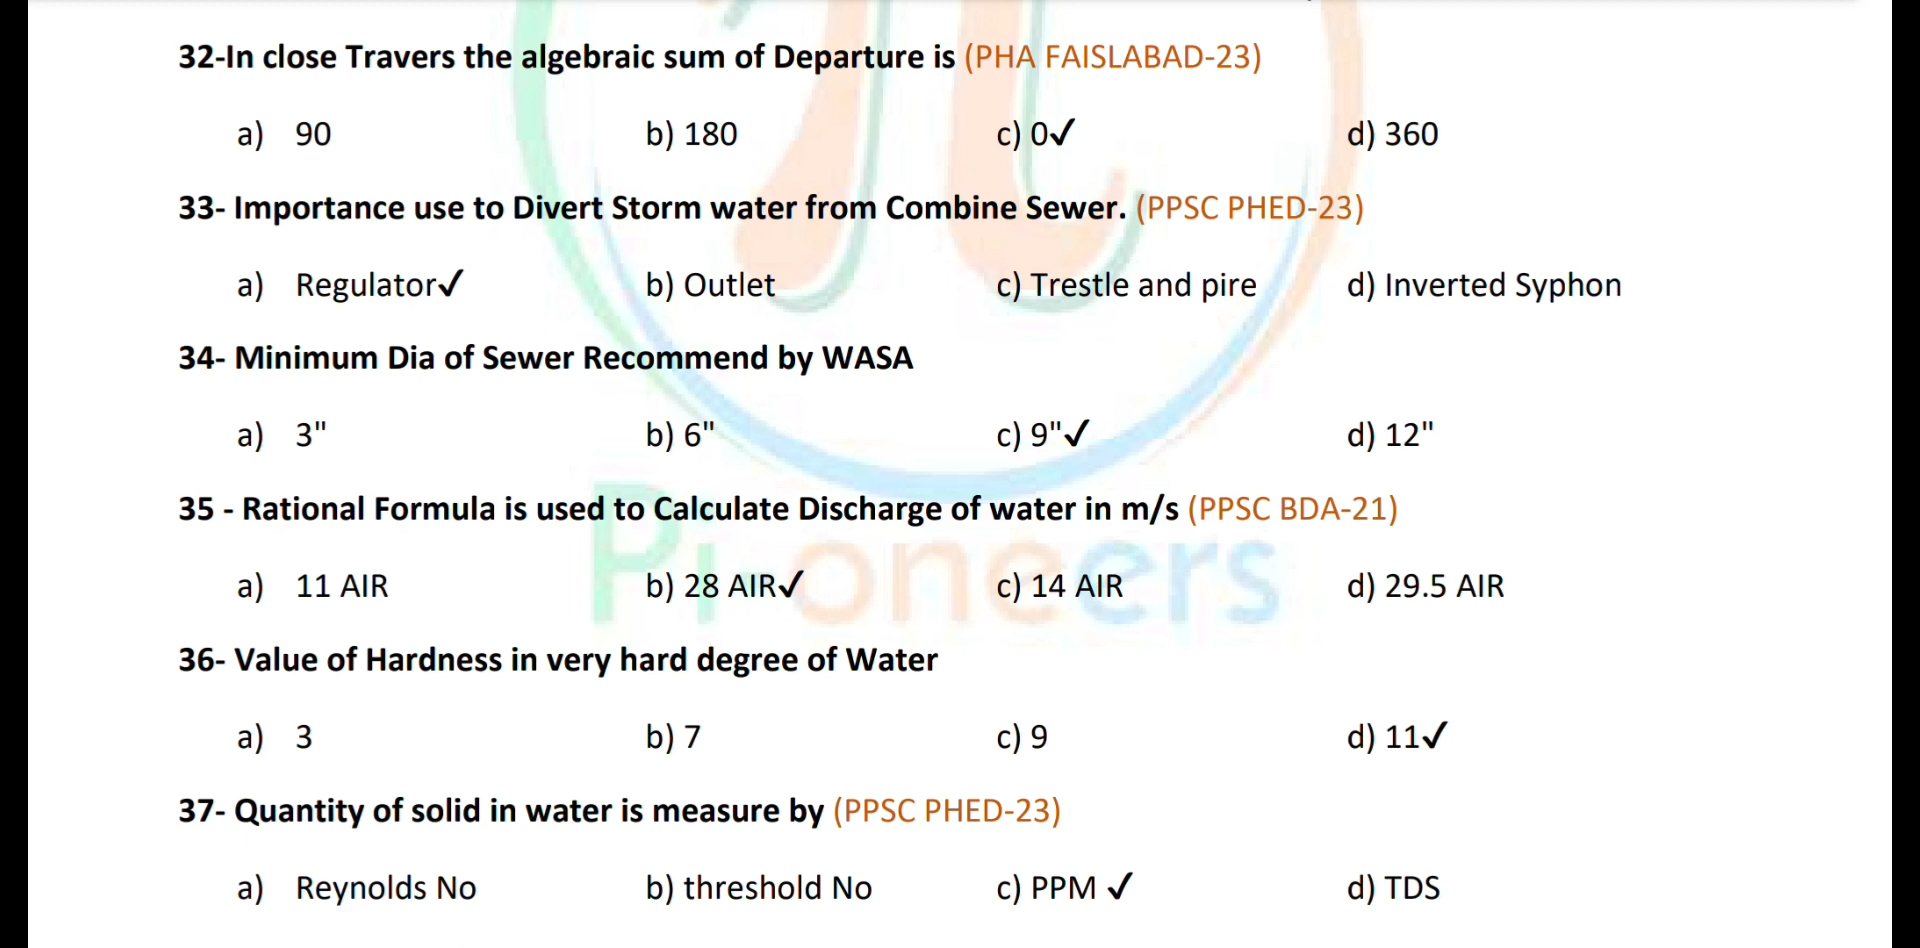 32-In close Travers the algebraic sum of Departure is (PHA FAISLABAD-23)
a) 90 b) 180 c) 0✓ d) 360
33- Importance use to Divert Storm water from Combine Sewer. (PPSC PHED-23)
a) Regulator✓ b) Outlet c) Trestle and pire d) Inverted Syphon
34- Minimum Dia of Sewer Recommend by WASA
a) 3" b) 6" c) 9"✓ d) 12"
35 - Rational Formula is used to Calculate Discharge of water in m/s (PPSC BDA-21)
a) 11 AIR b) 28 AIR✓ c) 14 AIR d) 29.5 AIR
Pi-oneers
36- Value of Hardness in very hard degree of Water
a) 3 b) 7 c) 9 d) 11✓
37- Quantity of solid in water is measure by (PPSC PHED-23)
a) Reynolds No b) threshold No c) PPM ✓ d) TDS